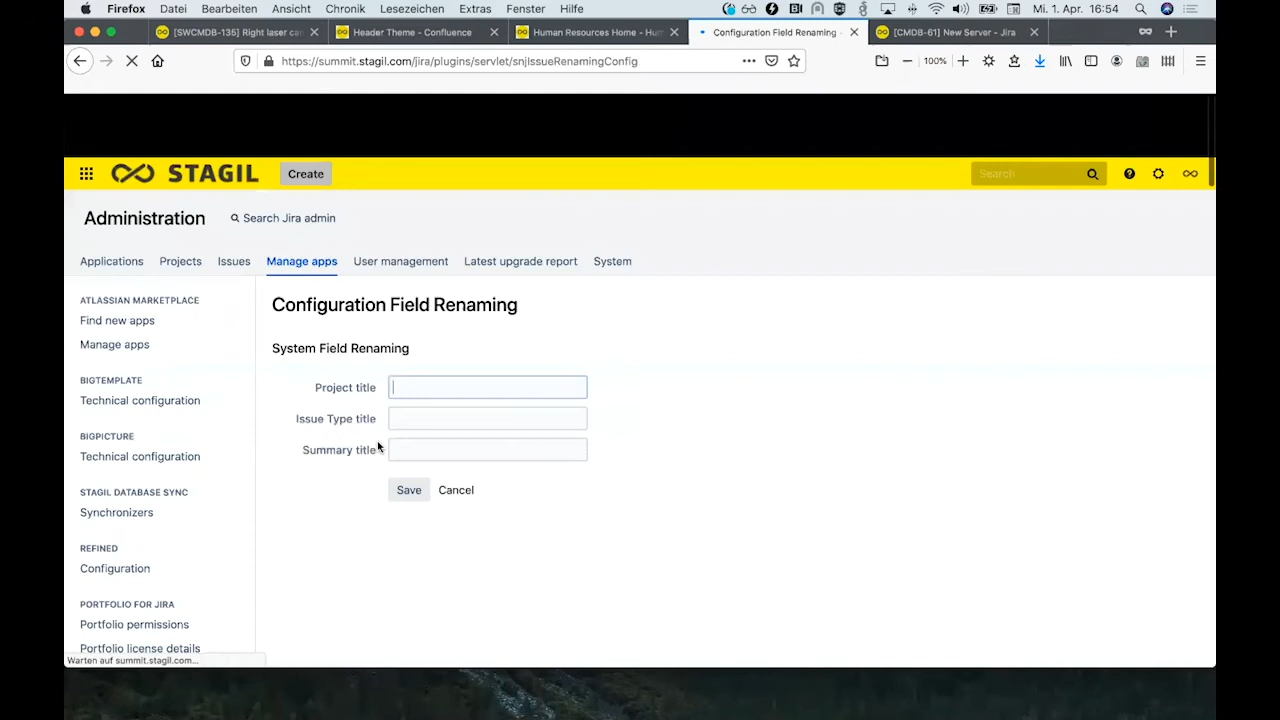 Firefox Datei Bearbeiten Ansicht Chronik Lesezeichen Extras Fenster Hilfe Mi. 1. Apr. 16:54
[SWCMDB-135] Right laser can Header Theme - Confluence Human Resources Home - Hum Configuration Field Renaming - [CMDB-61] New Server - Jira
https://summit.stagil.com/jira/plugins/servlet/snjIssueRenamingConfig 100%
STAGIL Create Search
Administration Search Jira admin
Applications Projects Issues Manage apps User management Latest upgrade report System
ATLASSIAN MARKETPLACE
Find new apps
Manage apps
BIGTEMPLATE
Technical configuration
BIGPICTURE
Technical configuration
STAGIL DATABASE SYNC
Synchronizers
REFINED
Configuration
PORTFOLIO FOR JIRA
Portfolio permissions
Portfolio license details
Configuration Field Renaming
System Field Renaming
Project title
Issue Type title
Summary title
Save Cancel
Warten auf summit.stagil.com...